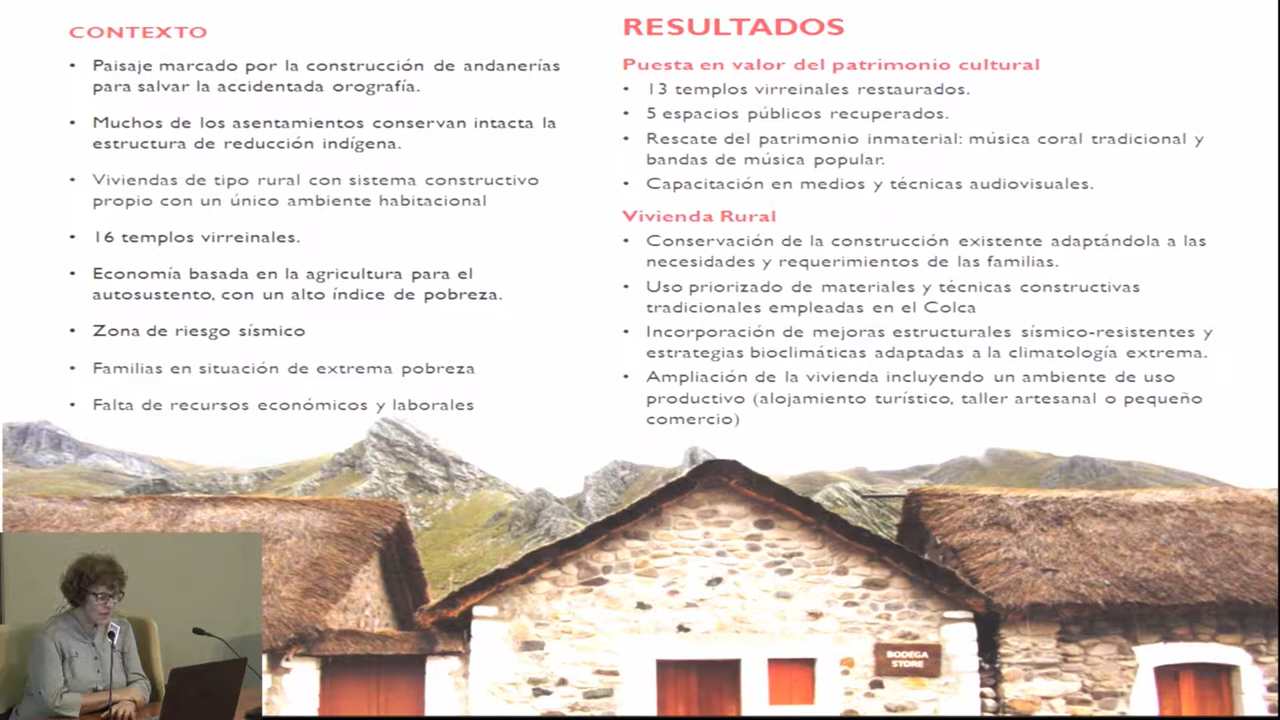 CONTEXTO
• Paisaje marcado por la construcción de andanerías
para salvar la accidentada orografía.
• Muchos de los asentamientos conservan intacta la
estructura de reducción indígena.
• Viviendas de tipo rural con sistema constructivo
propio con un único ambiente habitacional
• 16 templos virreinales.
• Economía basada en la agricultura para el
autosustento, con un alto índice de pobreza.
• Zona de riesgo sísmico
• Familias en situación de extrema pobreza
• Falta de recursos económicos y laborales
RESULTADOS
Puesta en valor del patrimonio cultural
• 13 templos virreinales restaurados.
• 5 espacios públicos recuperados.
• Rescate del patrimonio inmaterial: música coral tradicional y
bandas de música popular.
• Capacitación en medios y técnicas audiovisuales.
Vivienda Rural
• Conservación de la construcción existente adaptándola a las
necesidades y requerimientos de las familias.
• Uso priorizado de materiales y técnicas constructivas
tradicionales empleadas en el Colca
• Incorporación de mejoras estructurales sísmico-resistentes y
estrategias bioclimáticas adaptadas a la climatología extrema.
• Ampliación de la vivienda incluyendo un ambiente de uso
productivo (alojamiento turístico, taller artesanal o pequeño
comercio)
BODEGA
STORE